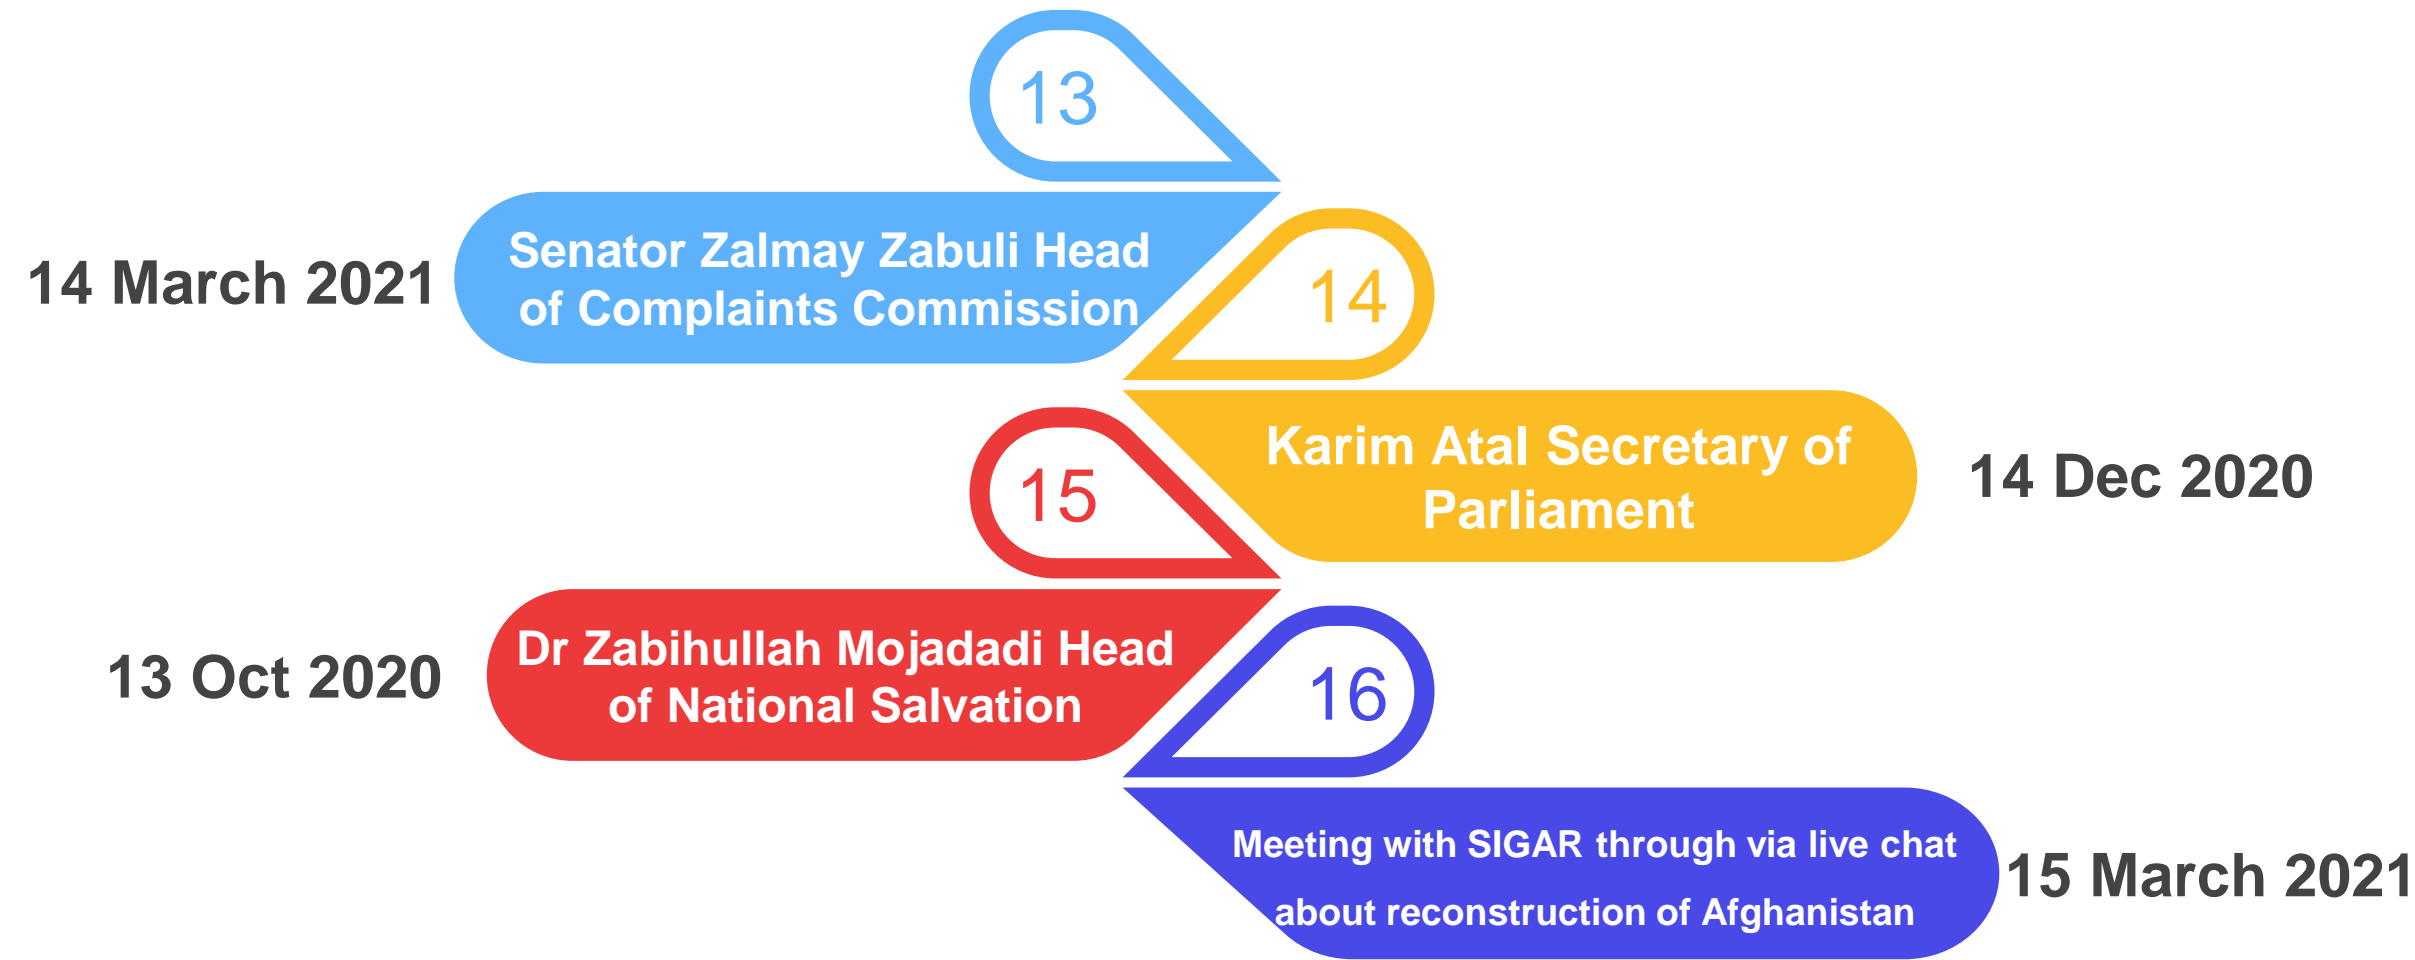 13
Senator Zalmay Zabuli Head
of Complaints Commission
14 March 2021
14
Karim Atal Secretary of
Parliament
14 Dec 2020
15
Dr Zabihullah Mojadadi Head
of National Salvation
13 Oct 2020
16
Meeting with SIGAR through via live chat
about reconstruction of Afghanistan
15 March 2021